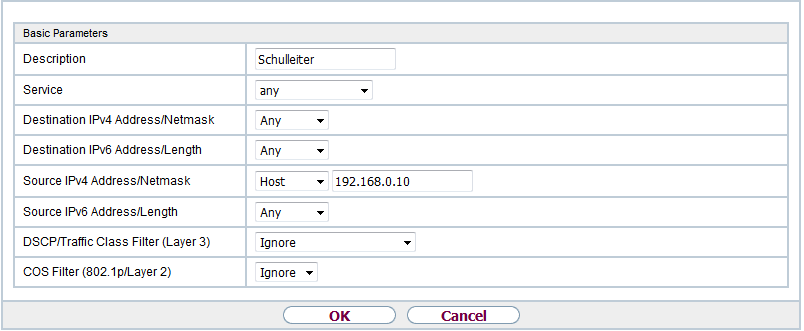 Basic Parameters
Description Schulleiter
Service any
Destination IPv4 Address/Netmask Any
Destination IPv6 Address/Length Any
Source IPv4 Address/Netmask Host 192.168.0.10
Source IPv6 Address/Length Any
DSCP/Traffic Class Filter (Layer 3) Ignore
COS Filter (802.1p/Layer 2) Ignore
OK Cancel